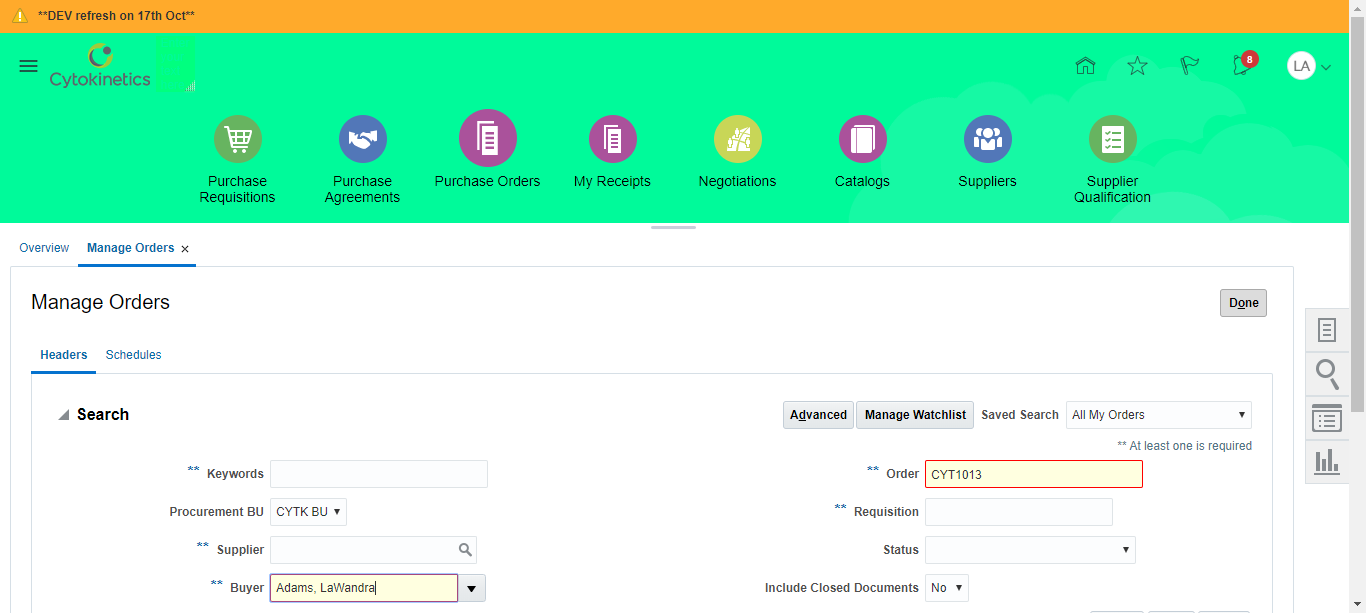 **DEV refresh on 17th Oct**
Cytokinetics
8
LA
Purchase Requisitions
Purchase Agreements
Purchase Orders
My Receipts
Negotiations
Catalogs
Suppliers
Supplier Qualification
Overview
Manage Orders
Manage Orders
Done
Headers
Schedules
Search
Advanced
Manage Watchlist
Saved Search
All My Orders
** At least one is required
** Keywords
** Order CYT1013
Procurement BU CYTK BU
** Requisition
** Supplier
Status
** Buyer Adams, LaWandra
Include Closed Documents No